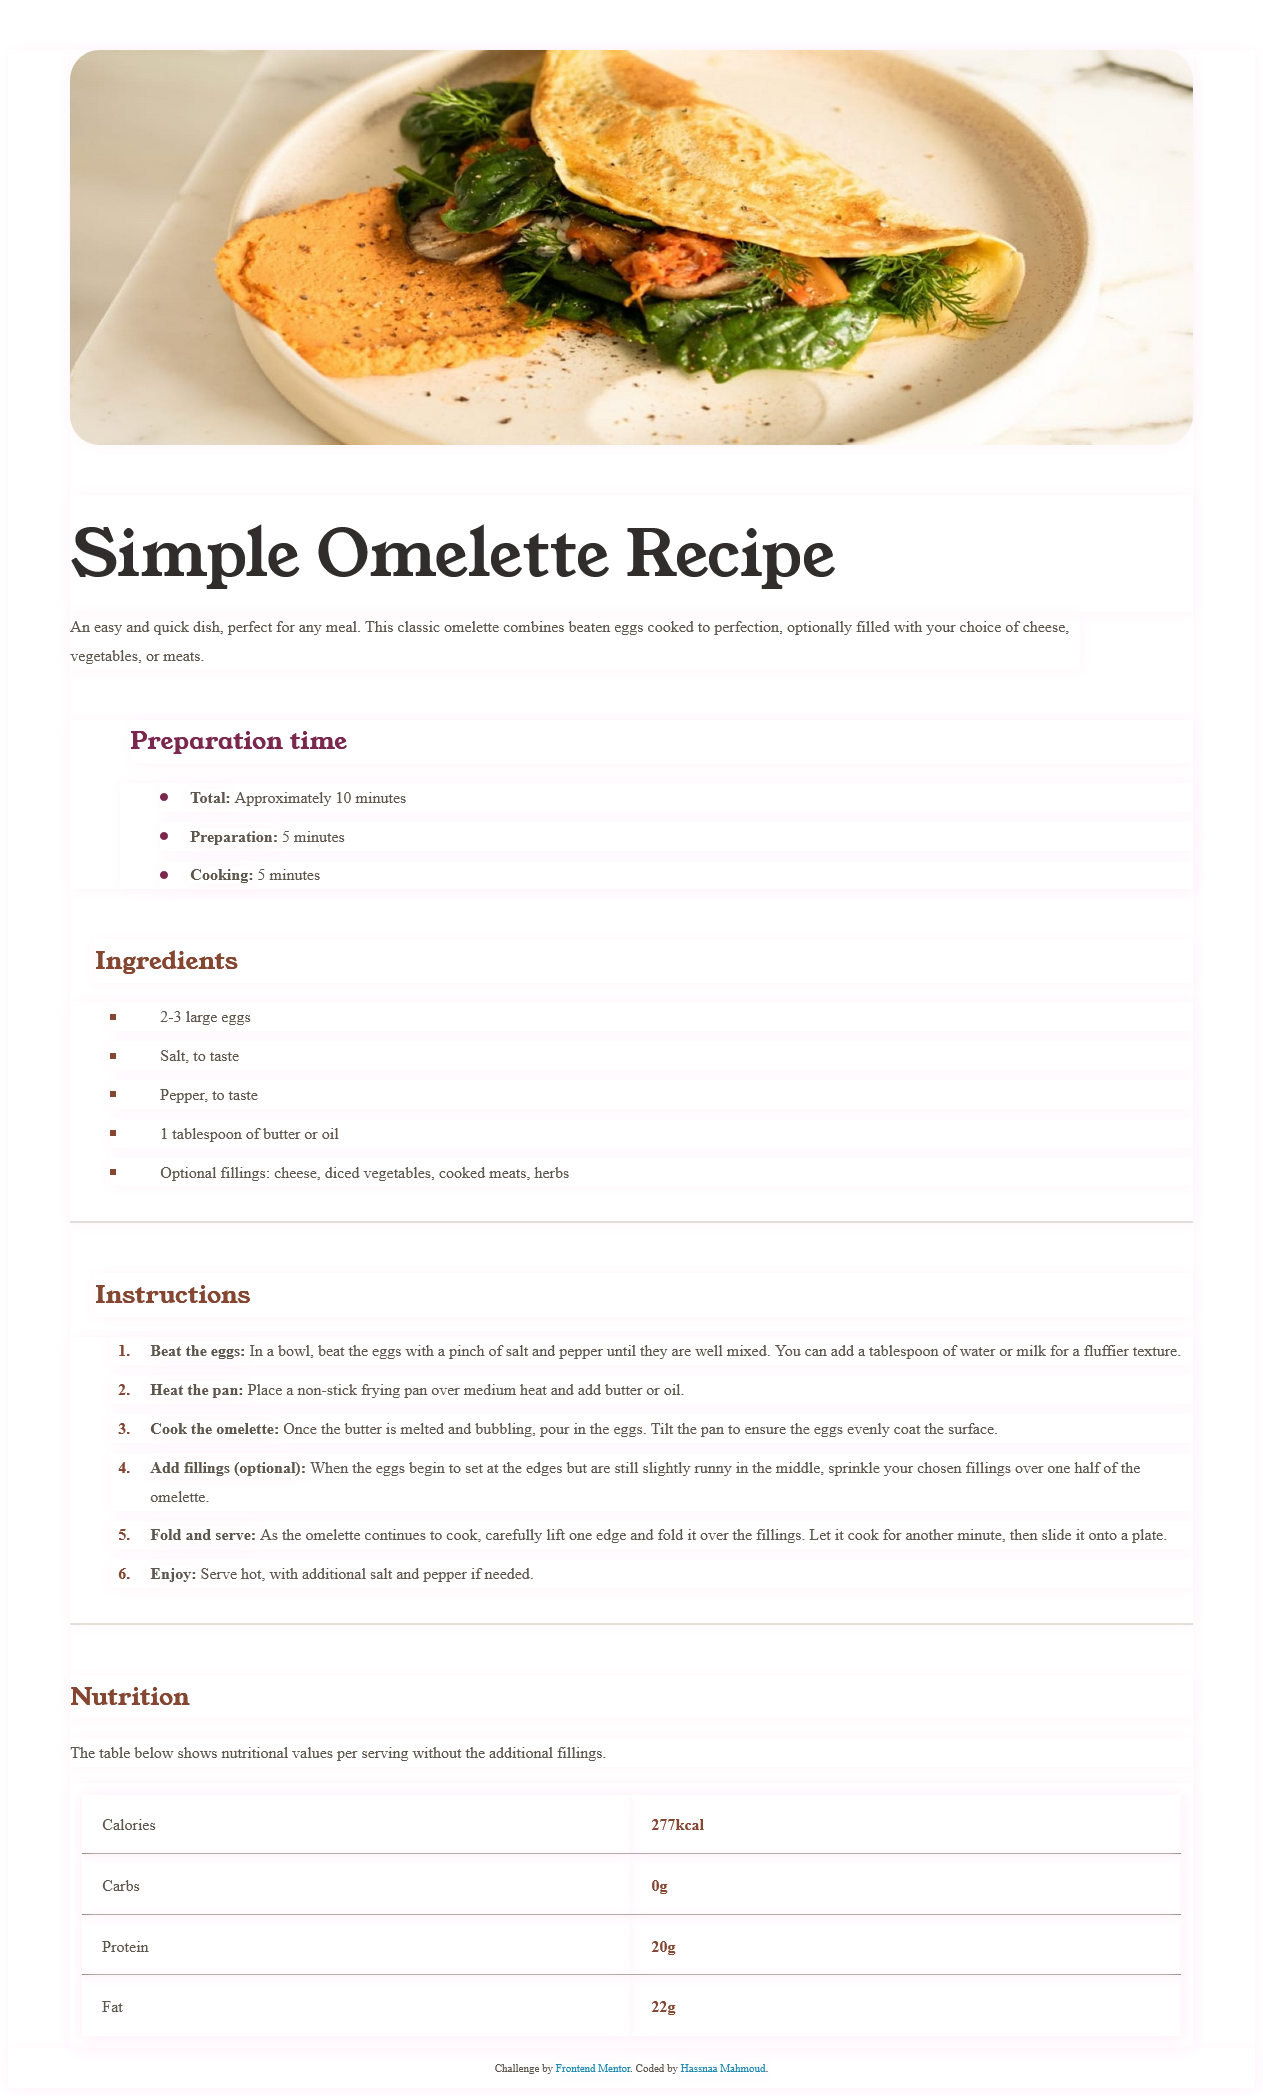 Simple Omelette Recipe
An easy and quick dish, perfect for any meal. This classic omelette combines beaten eggs cooked to perfection, optionally filled with your choice of cheese,
vegetables, or meats.
Preparation time
Total: Approximately 10 minutes
Preparation: 5 minutes
Cooking: 5 minutes
Ingredients
2-3 large eggs
Salt, to taste
Pepper, to taste
1 tablespoon of butter or oil
Optional fillings: cheese, diced vegetables, cooked meats, herbs
Instructions
1. Beat the eggs: In a bowl, beat the eggs with a pinch of salt and pepper until they are well mixed. You can add a tablespoon of water or milk for a fluffier texture.
2. Heat the pan: Place a non-stick frying pan over medium heat and add butter or oil.
3. Cook the omelette: Once the butter is melted and bubbling, pour in the eggs. Tilt the pan to ensure the eggs evenly coat the surface.
4. Add fillings (optional): When the eggs begin to set at the edges but are still slightly runny in the middle, sprinkle your chosen fillings over one half of the
omelette.
5. Fold and serve: As the omelette continues to cook, carefully lift one edge and fold it over the fillings. Let it cook for another minute, then slide it onto a plate.
6. Enjoy: Serve hot, with additional salt and pepper if needed.
Nutrition
The table below shows nutritional values per serving without the additional fillings.
Calories 277kcal
Carbs 0g
Protein 20g
Fat 22g
Challenge by Frontend Mentor. Coded by Hassnaa Mahmoud.